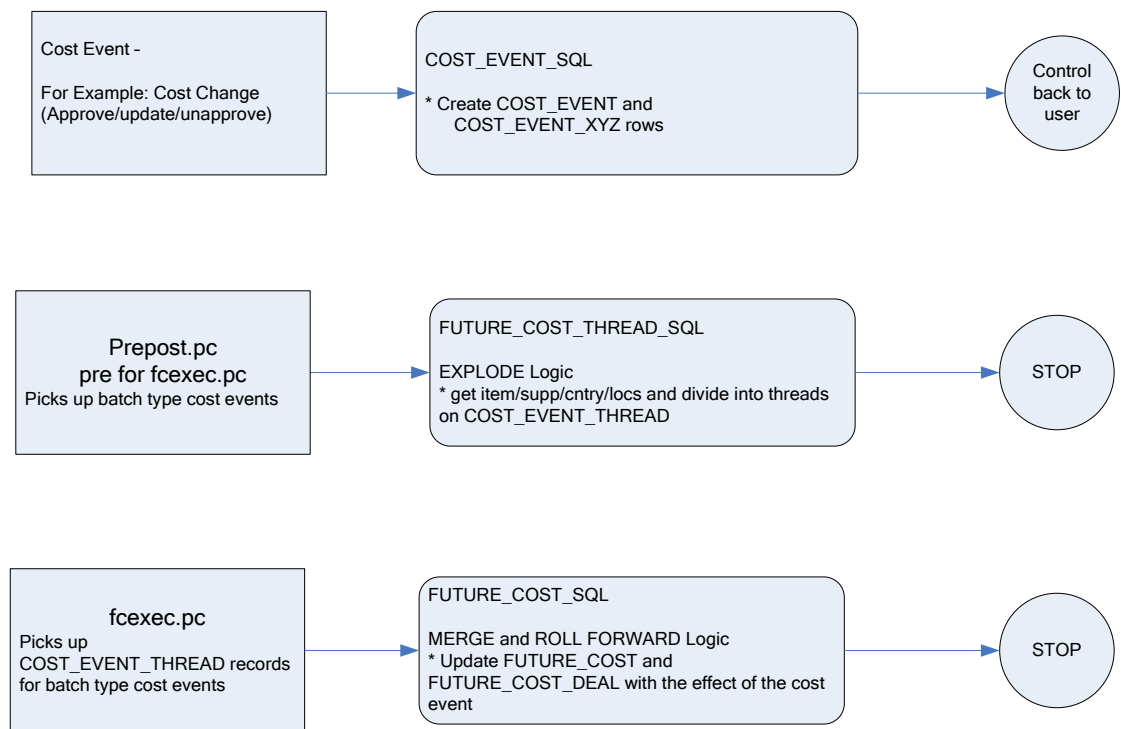 Cost Event -
For Example: Cost Change
(Approve/update/unapprove)
COST_EVENT_SQL
* Create COST_EVENT and
COST_EVENT_XYZ rows
Control
back to
user
Prepost.pc
pre for fcexec.pc
Picks up batch type cost events
FUTURE_COST_THREAD_SQL
EXPLODE Logic
* get item/supp/cntry/locs and divide into threads
on COST_EVENT_THREAD
STOP
fcexec.pc
Picks up
COST_EVENT_THREAD records
for batch type cost events
FUTURE_COST_SQL
MERGE and ROLL FORWARD Logic
* Update FUTURE_COST and
FUTURE_COST_DEAL with the effect of the cost
event
STOP